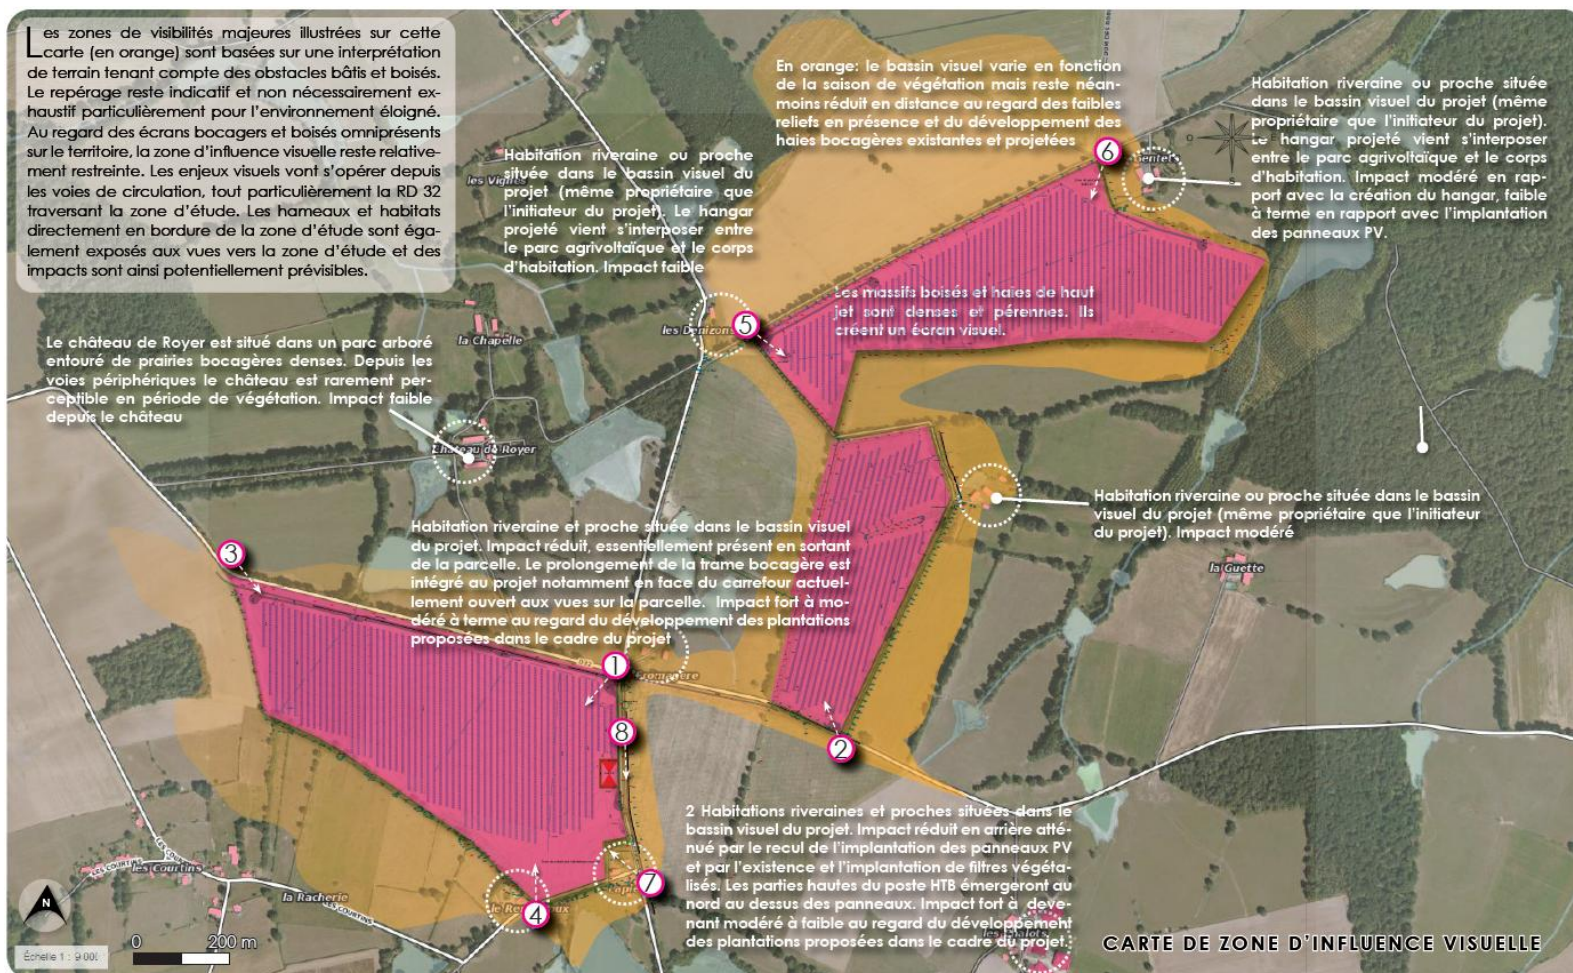 Les zones de visibilités majeures illustrées sur cette
carte (en orange) sont basées sur une interprétation
de terrain tenant compte des obstacles bâtis et boisés.
Le repérage reste indicatif et non nécessairement ex-
haustif particulièrement pour l'environnement éloigné.
Au regard des écrans bocagers et boisés omniprésents
sur le territoire, la zone d'influence visuelle reste relative-
ment restreinte. Les enjeux visuels vont s'opérer depuis
les voies de circulation, tout particulièrement la RD 32
traversant la zone d'étude. Les hameaux et habitats
directement en bordure de la zone d'étude sont éga-
lement exposés aux vues vers la zone d'étude et des
impacts sont ainsi potentiellement prévisibles.
En orange: le bassin visuel varie en fonction
de la saison de végétation mais reste néan-
moins réduit en distance au regard des faibles
reliefs en présence et du développement des
haies bocagères existantes et projetées
Habitation riveraine ou proche située
dans le bassin visuel du projet (même
propriétaire que l'initiateur du projet).
Le hangar projeté vient s'interposer
entre le parc agrivoltaïque et le corps
d'habitation. Impact modéré en rap-
port avec la création du hangar, faible
à terme en rapport avec l'implantation
des panneaux PV.
6
les Vignes
Habitation riveraine ou proche
située dans le bassin visuel du
projet (même propriétaire que
l'initiateur du projet). Le hangar
projeté vient s'interposer entre
le parc agrivoltaïque et le corps
d'habitation. Impact faible
Les massifs boisés et haies de haut
jet sont denses et pérennes. Ils
créent un écran visuel.
les Denizons
5
la Chapelle
Le château de Royer est situé dans un parc arboré
entouré de prairies bocagères denses. Depuis les
voies périphériques le château est rarement per-
ceptible en période de végétation. Impact faible
depuis le château
Château de Royer
Habitation riveraine ou proche située dans le bassin
visuel du projet (même propriétaire que l'initiateur
du projet). Impact modéré
la Guette
Habitation riveraine et proche située dans le bassin visuel
du projet. Impact réduit, essentiellement présent en sortant
de la parcelle. Le prolongement de la trame bocagère est
intégré au projet notamment en face du carrefour actuel-
lement ouvert aux vues sur la parcelle. Impact fort à mo-
déré à terme au regard du développement des plantations
proposées dans le cadre du projet
3
1
8
2
2 Habitations riveraines et proches situées dans le
bassin visuel du projet. Impact réduit en arrière atté-
nué par le recul de l'implantation des panneaux PV
et par l'existence et l'implantation de filtres végéta-
lisés. Les parties hautes du poste HTB émergeront au
nord au dessus des panneaux. Impact fort à deve-
nant modéré à faible au regard du développement
des plantations proposées dans le cadre du projet.
LES COURTINS
les Courtins
LES COURTINS
la Racherie
4
7
N
0 200 m
Échelle 1 : 9 000
CARTE DE ZONE D'INFLUENCE VISUELLE